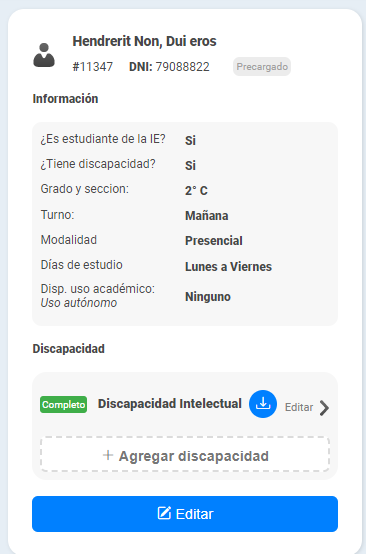 Hendrerit Non, Dui eros
#11347 DNI: 79088822 Precargado
Información
¿Es estudiante de la IE? Si
¿Tiene discapacidad? Si
Grado y seccion: 2° C
Turno: Mañana
Modalidad Presencial
Días de estudio Lunes a Viernes
Disp. uso académico: Ninguno
Uso autónomo
Discapacidad
Completo Discapacidad Intelectual Editar
+ Agregar discapacidad
Editar